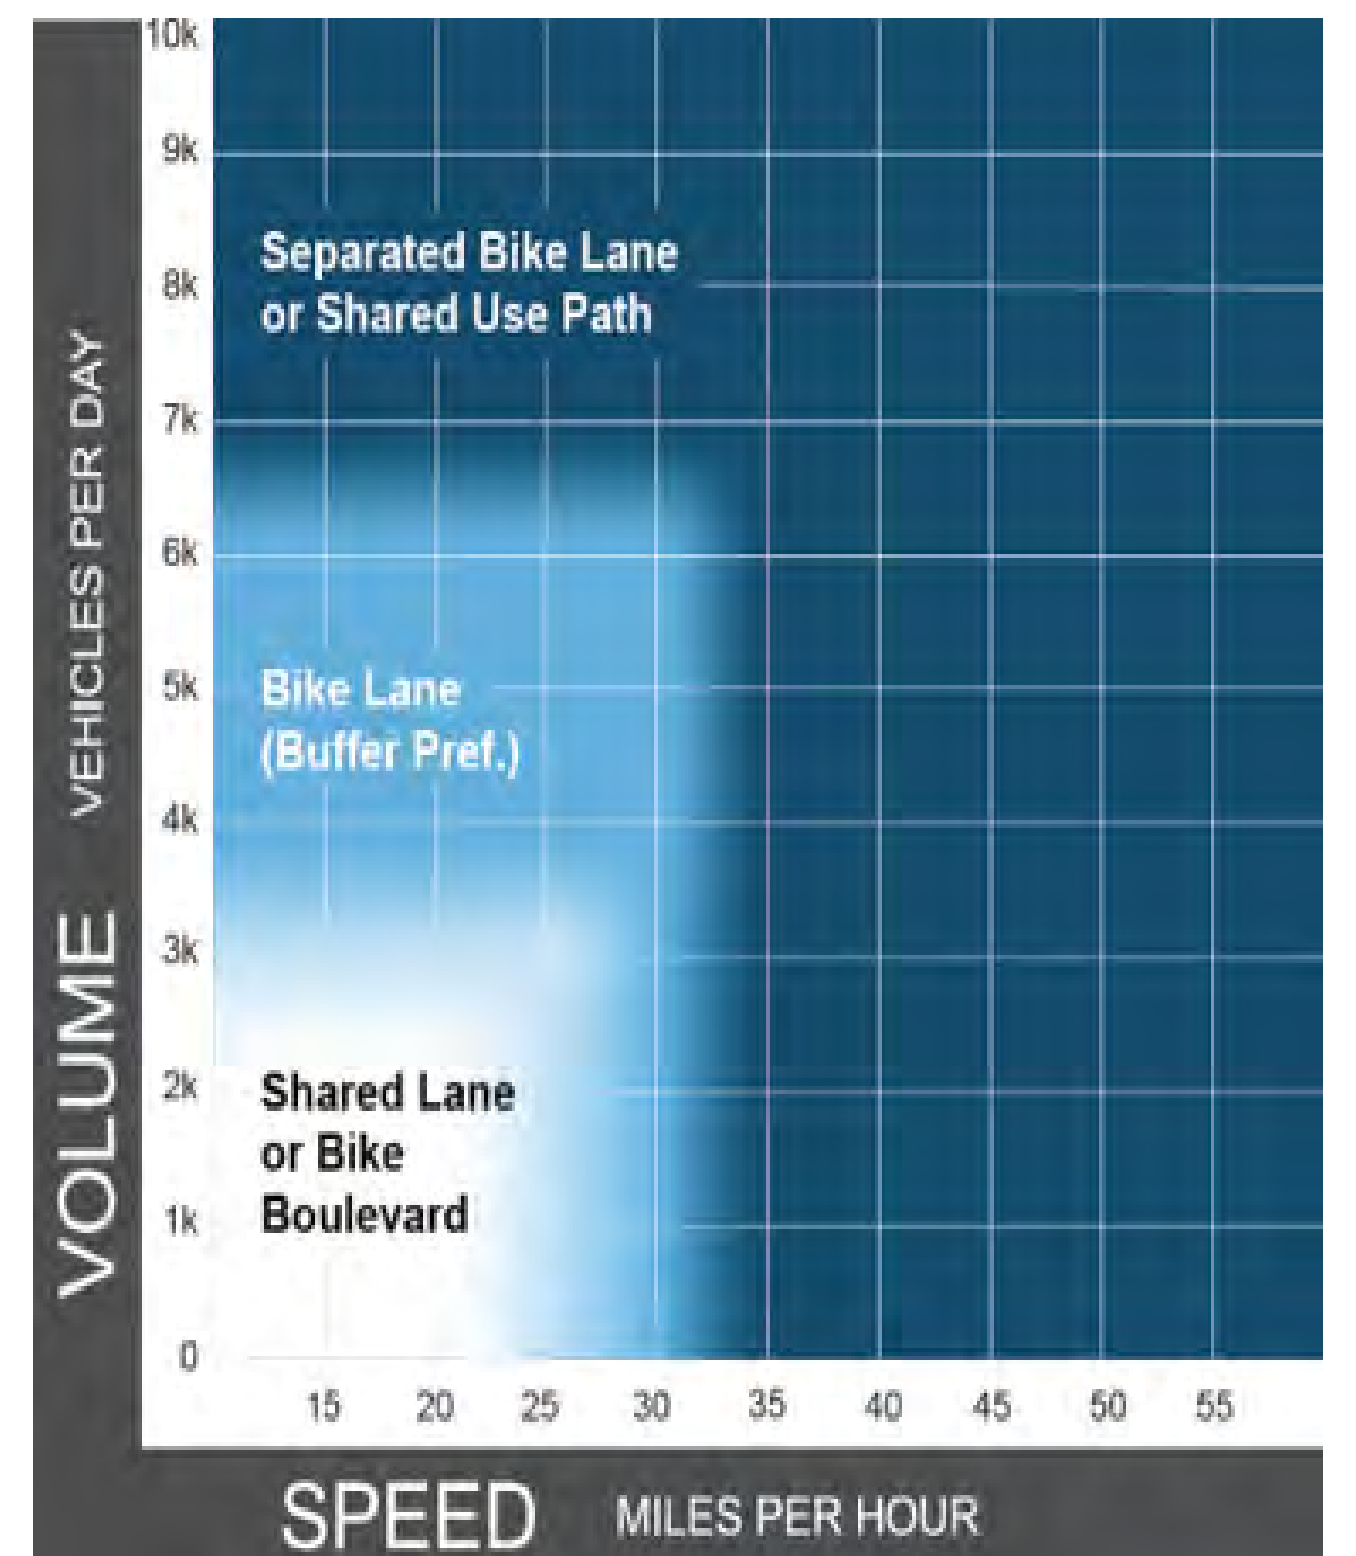 10k
9k
8k
7k
6k
5k
4k
3k
2k
1k
0
Separated Bike Lane
or Shared Use Path
Bike Lane
(Buffer Pref.)
Shared Lane
or Bike
Boulevard
VOLUME VEHICLES PER DAY
15 20 25 30 35 40 45 50 55
SPEED MILES PER HOUR